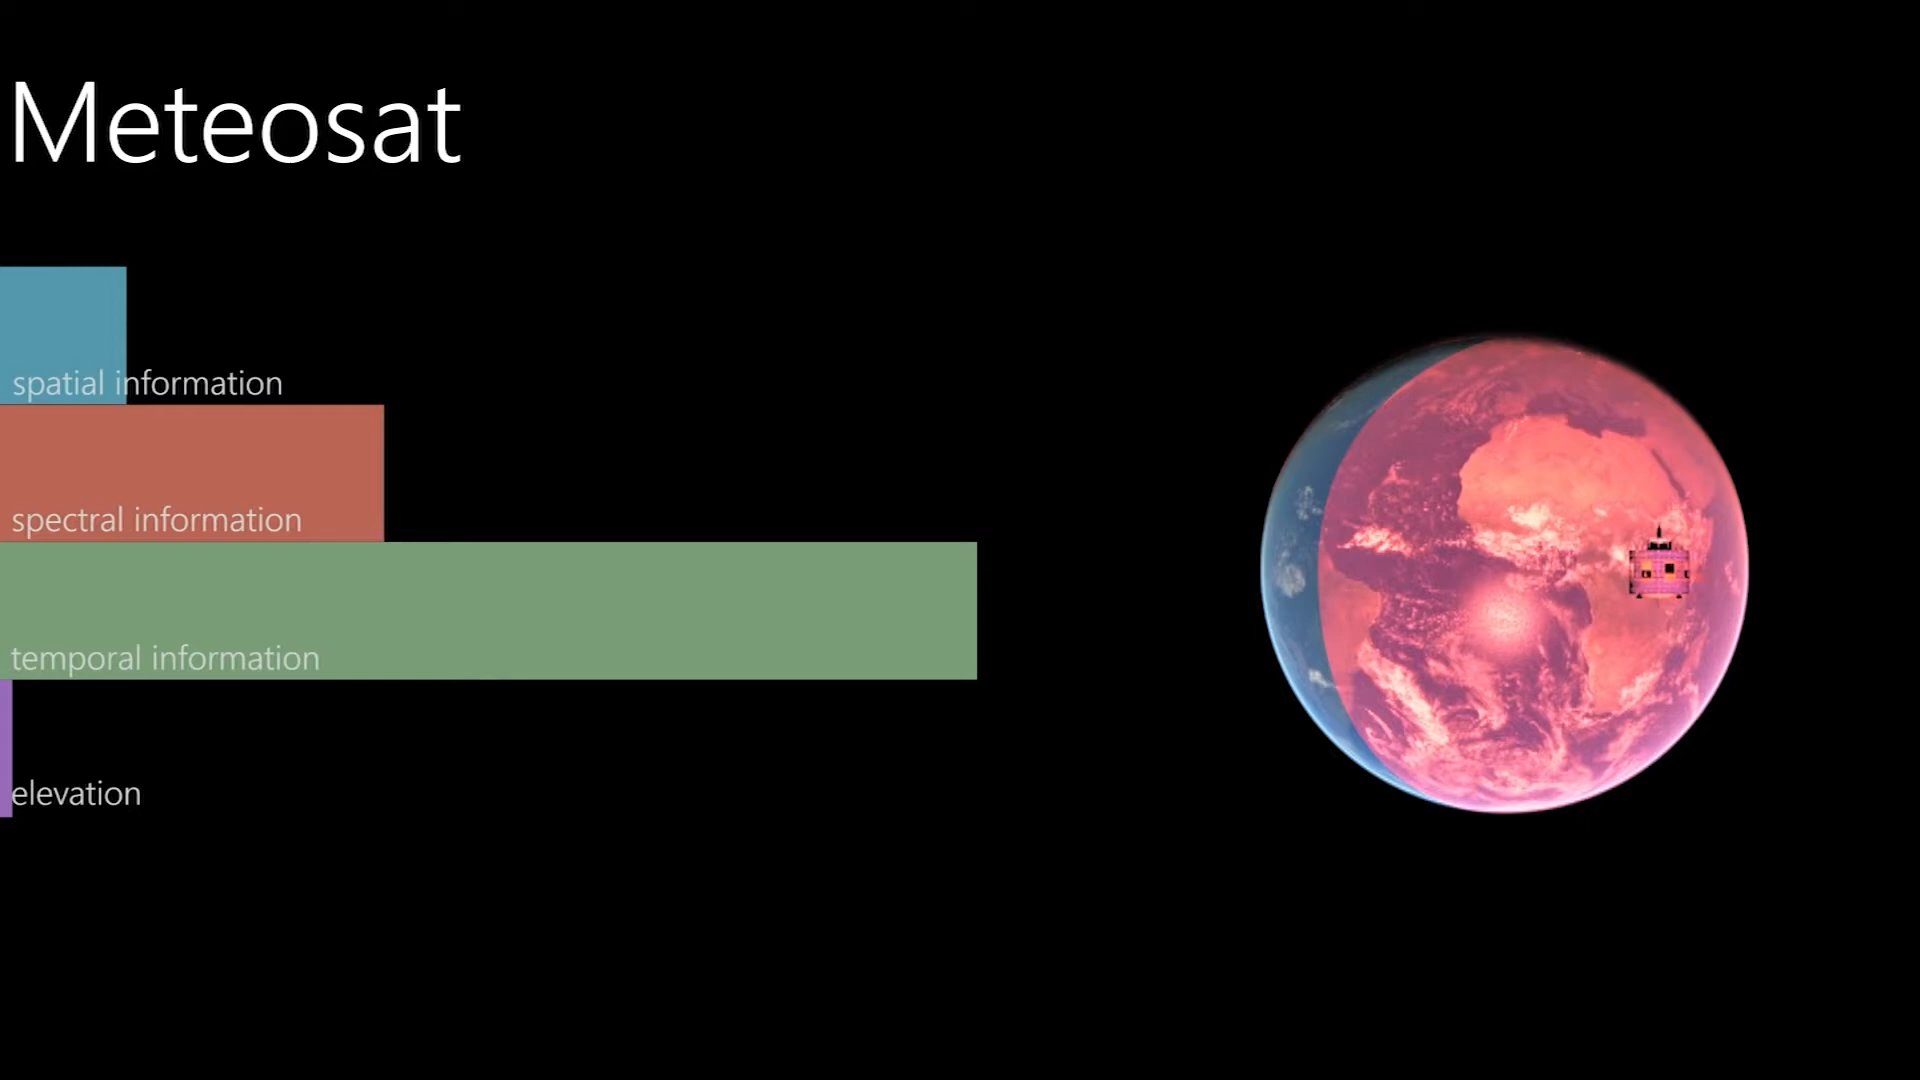 Meteosat
spatial information
spectral information
temporal information
elevation